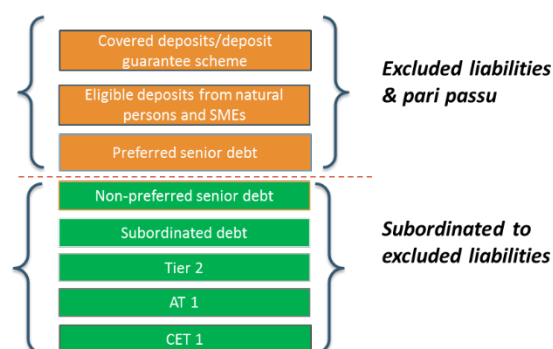 Covered deposits/deposit
guarantee scheme
Eligible deposits from natural
persons and SMEs
Preferred senior debt
Excluded liabilities
& pari passu
Non-preferred senior debt
Subordinated debt
Tier 2
AT 1
CET 1
Subordinated to
excluded liabilities